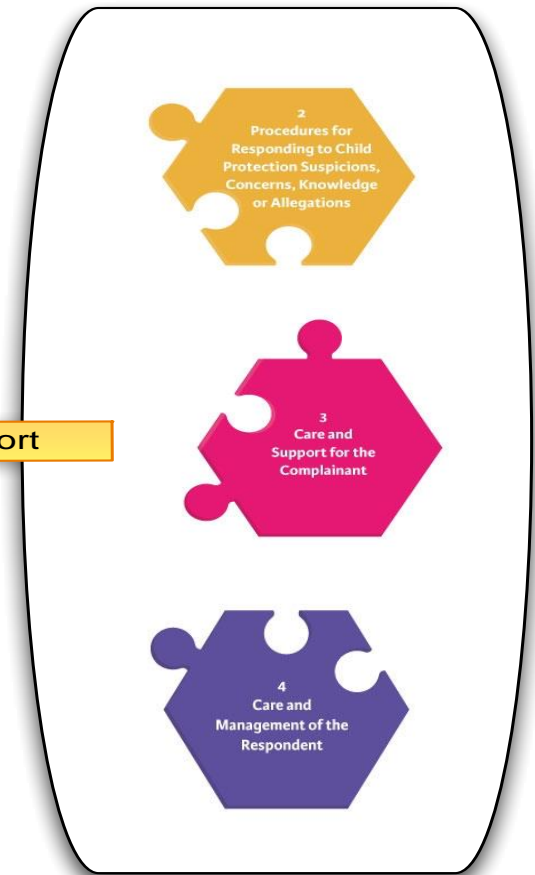 2
Procedures for
Responding to Child
Protection Suspicions,
Concerns, Knowledge
or Allegations
ort
3
Care and
Support for the
Complainant
4
Care and
Management of the
Respondent